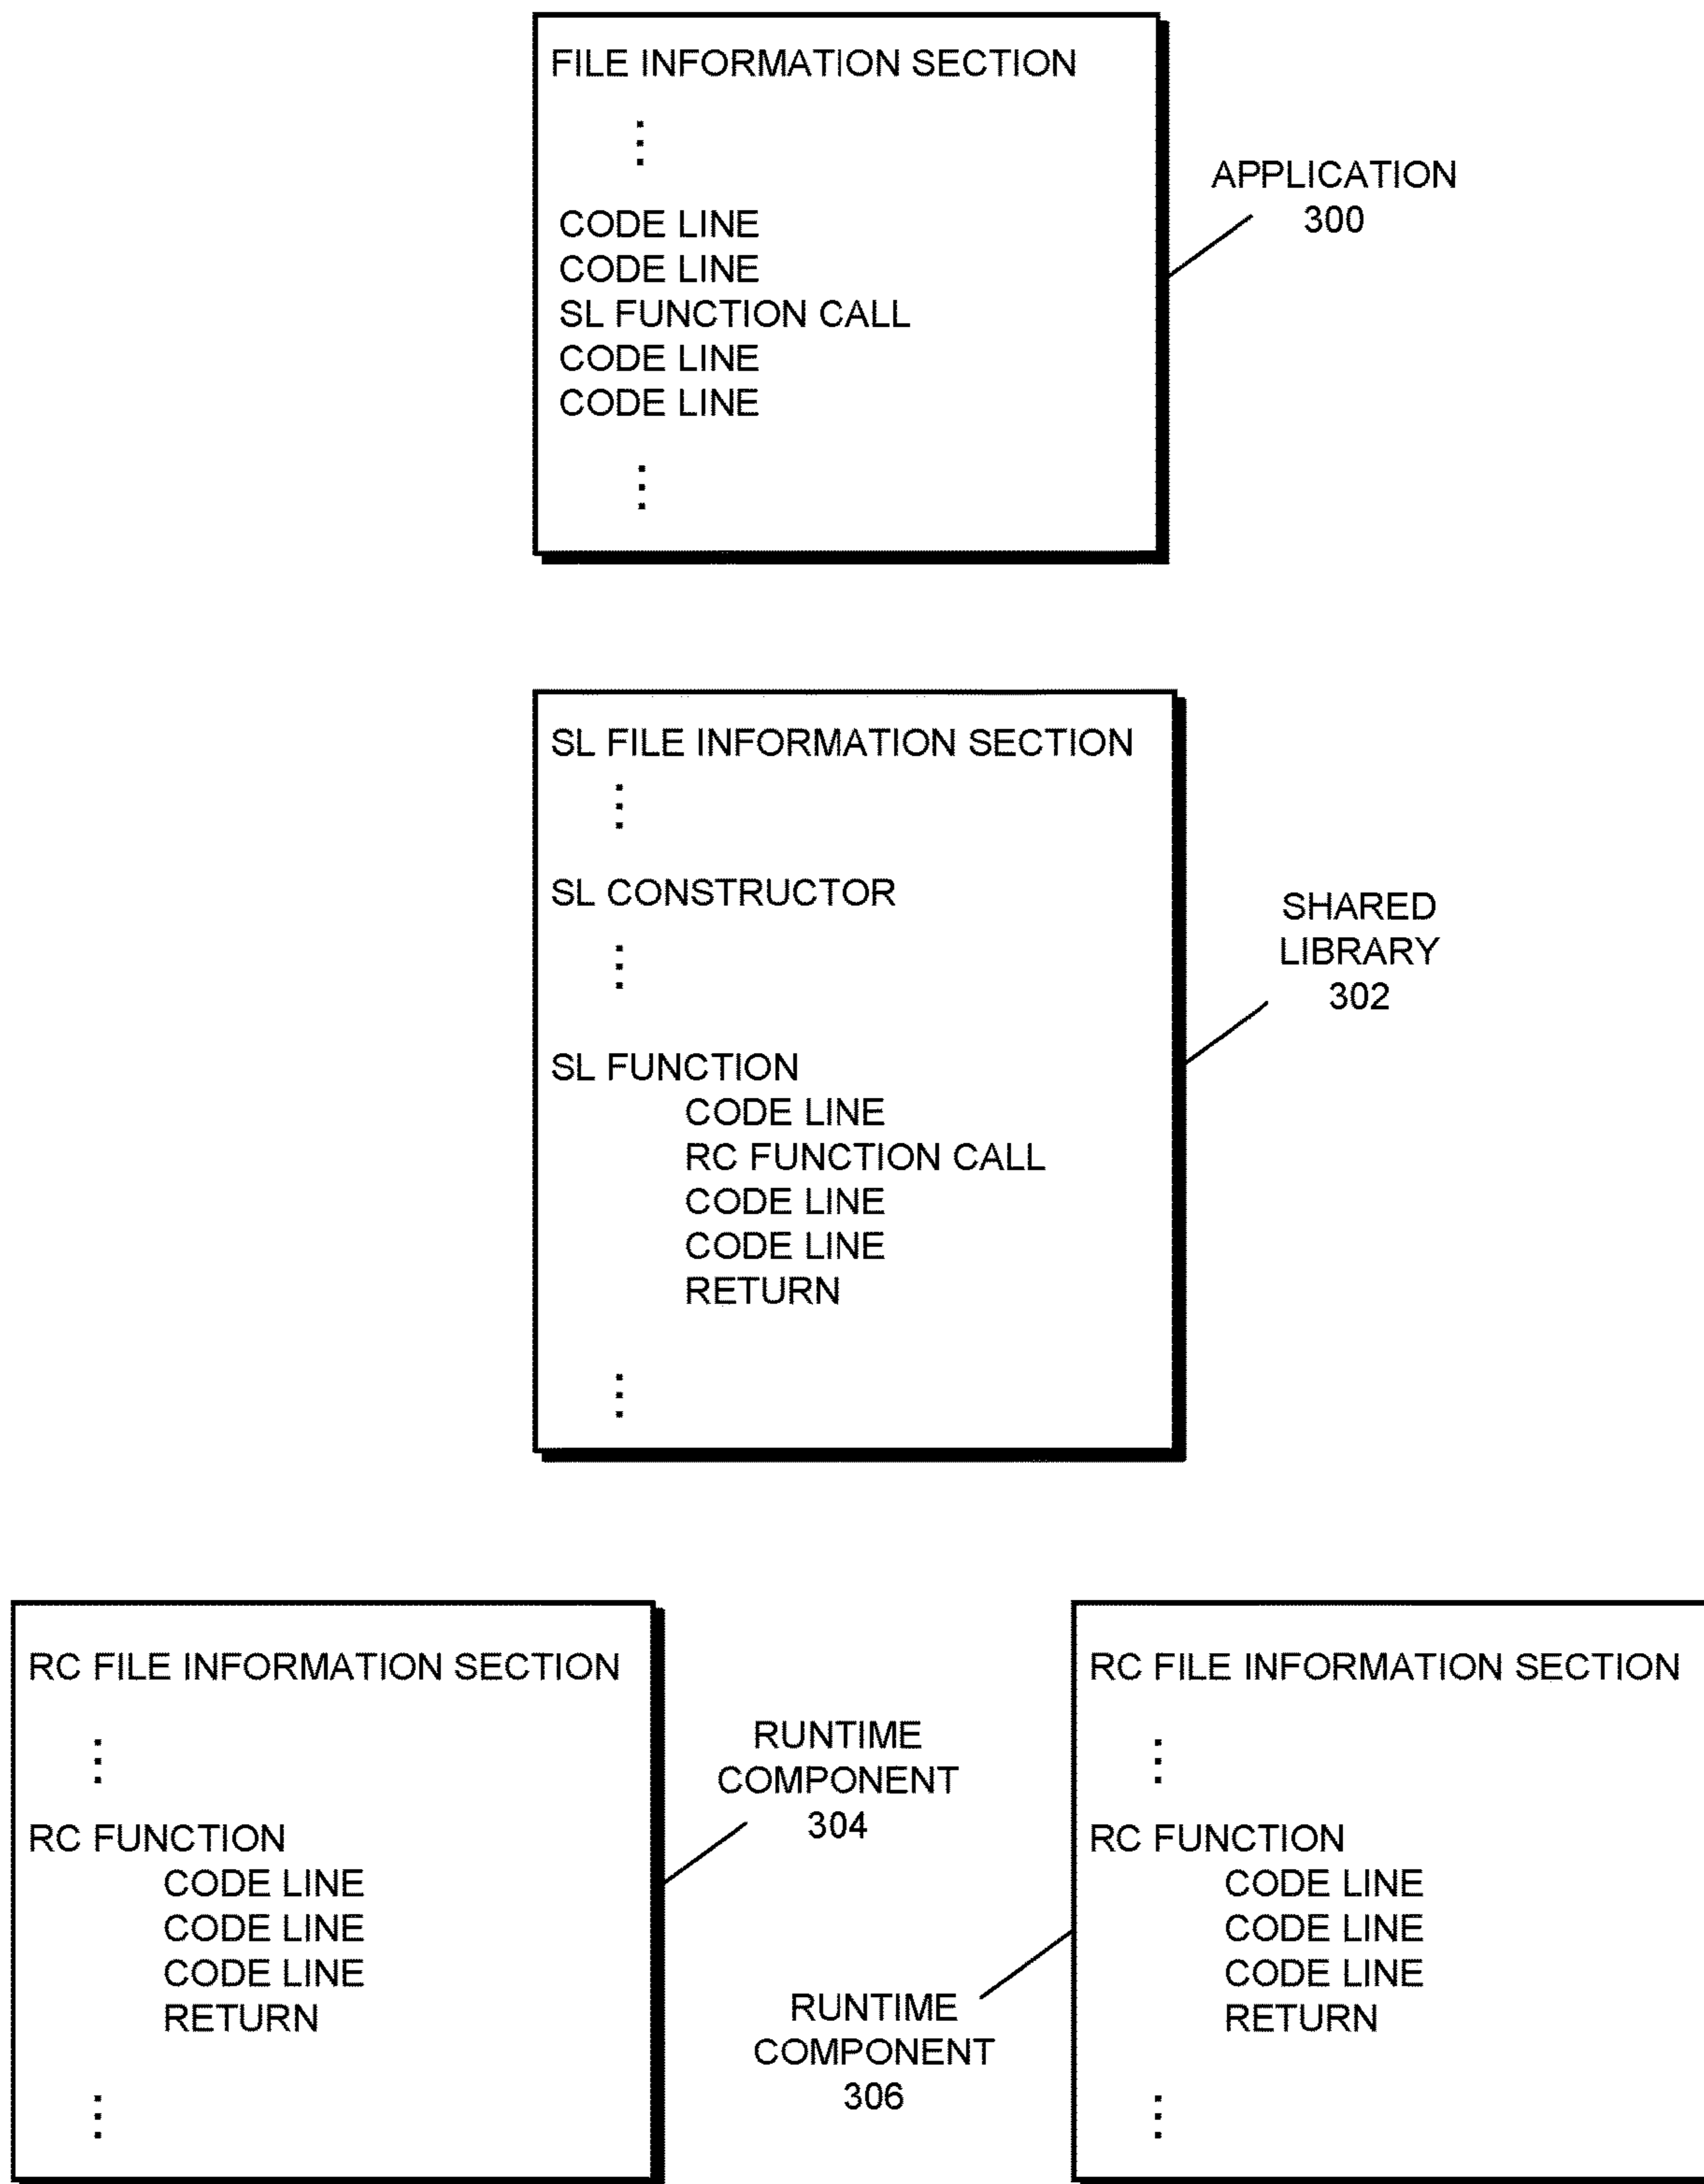 FILE INFORMATION SECTION
CODE LINE
CODE LINE
SL FUNCTION CALL
CODE LINE
CODE LINE
APPLICATION
300
SL FILE INFORMATION SECTION
SL CONSTRUCTOR
SL FUNCTION
CODE LINE
RC FUNCTION CALL
CODE LINE
CODE LINE
RETURN
SHARED
LIBRARY
302
RC FILE INFORMATION SECTION
RC FUNCTION
CODE LINE
CODE LINE
CODE LINE
RETURN
RUNTIME
COMPONENT
304
RUNTIME
COMPONENT
306
RC FILE INFORMATION SECTION
RC FUNCTION
CODE LINE
CODE LINE
CODE LINE
RETURN